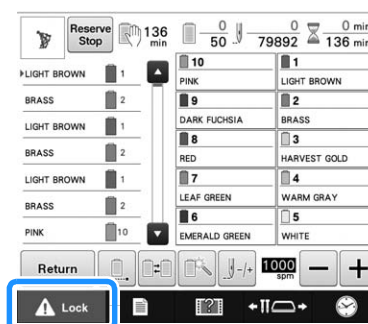 Reserve Stop
136 min
0 50
0 79892
0 min 136 min
LIGHT BROWN 1
BRASS 2
LIGHT BROWN 1
BRASS 2
LIGHT BROWN 1
BRASS 2
PINK 10
10 PINK
9 DARK FUCHSIA
8 RED
7 LEAF GREEN
6 EMERALD GREEN
1 LIGHT BROWN
2 BRASS
3 HARVEST GOLD
4 WARM GRAY
5 WHITE
Return
-/+
1000 spm
− +
Lock
?